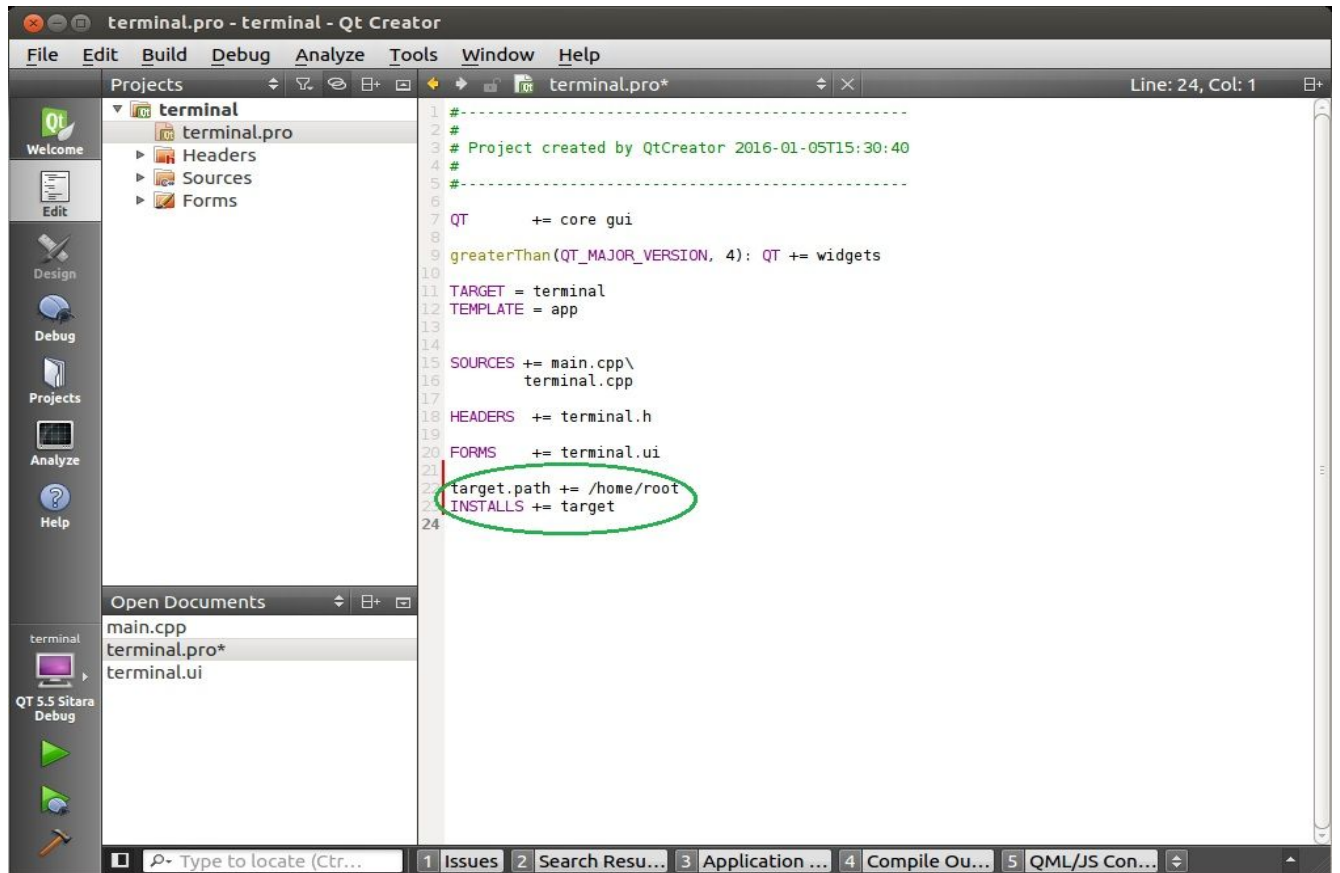 terminal.pro - terminal - Qt Creator
File Edit Build Debug Analyze Tools Window Help
Projects
terminal.pro*
Line: 24, Col: 1
Welcome
Edit
Design
Debug
Projects
Analyze
Help
terminal
terminal.pro
Headers
Sources
Forms
1 #-------------------------------------------------
2 #
3 # Project created by QtCreator 2016-01-05T15:30:40
4 #
5 #-------------------------------------------------
6
7 QT       += core gui
8
9 greaterThan(QT_MAJOR_VERSION, 4): QT += widgets
10
11 TARGET = terminal
12 TEMPLATE = app
13
14
15 SOURCES += main.cpp\
16         terminal.cpp
17
18 HEADERS  += terminal.h
19
20 FORMS    += terminal.ui
21
22 target.path += /home/root
23 INSTALLS += target
24
Open Documents
main.cpp
terminal.pro*
terminal.ui
terminal
QT 5.5 Sitara
Debug
Type to locate (Ctr...
1 Issues 2 Search Resu... 3 Application ... 4 Compile Ou... 5 QML/JS Con...